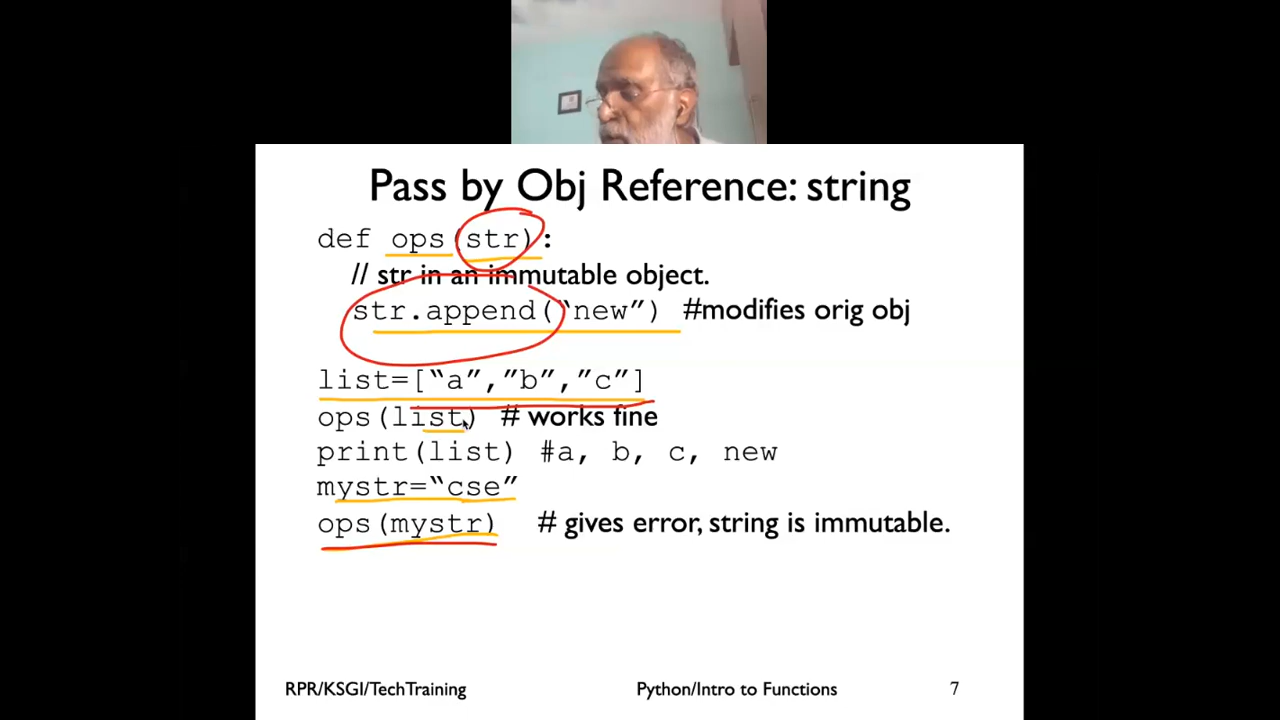 Pass by Obj Reference: string
def ops(str):
// str in an immutable object.
str.append(“new”) #modifies orig obj
list=[“a”,”b”,”c”]
ops(list) # works fine
print(list) #a, b, c, new
mystr=“cse”
ops(mystr) # gives error, string is immutable.
RPR/KSGI/TechTraining Python/Intro to Functions 7